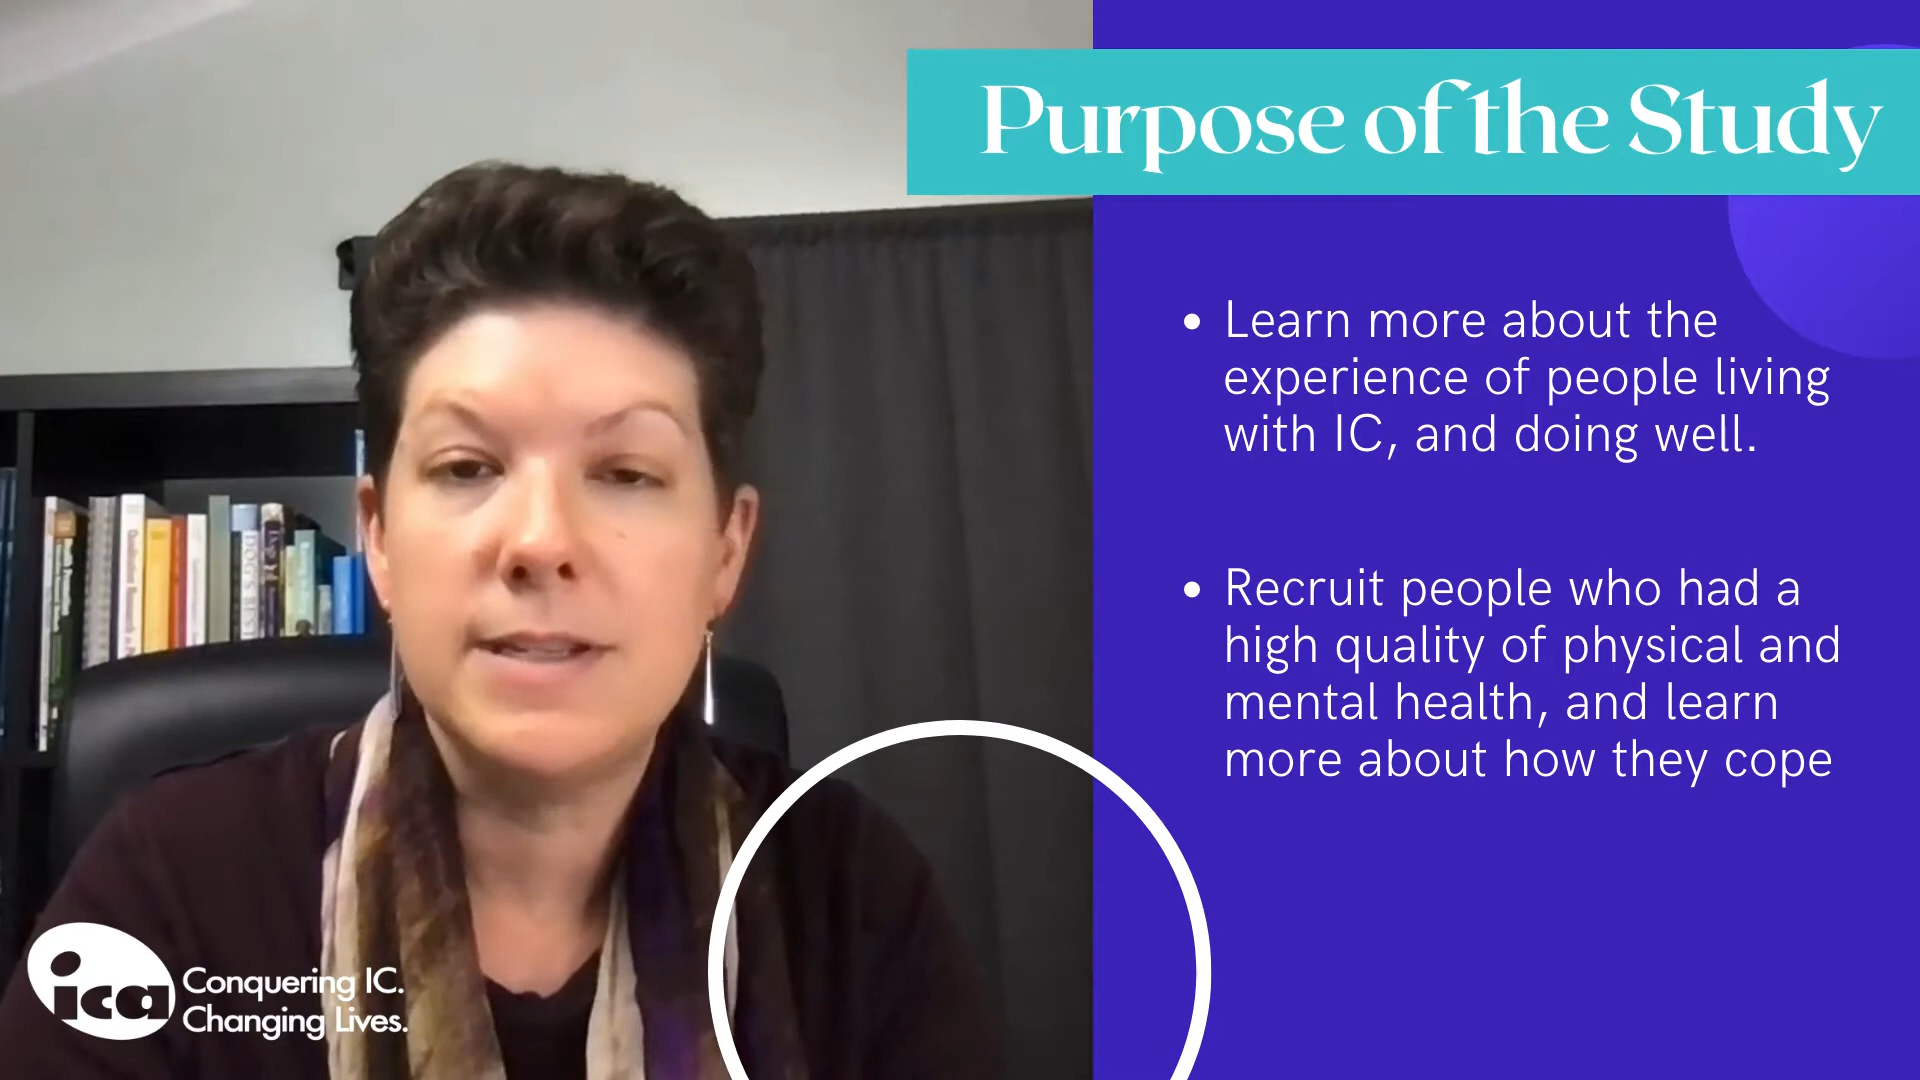 Purpose of the Study
• Learn more about the
experience of people living
with IC, and doing well.
• Recruit people who had a
high quality of physical and
mental health, and learn
more about how they cope
ica
Conquering IC.
Changing Lives.